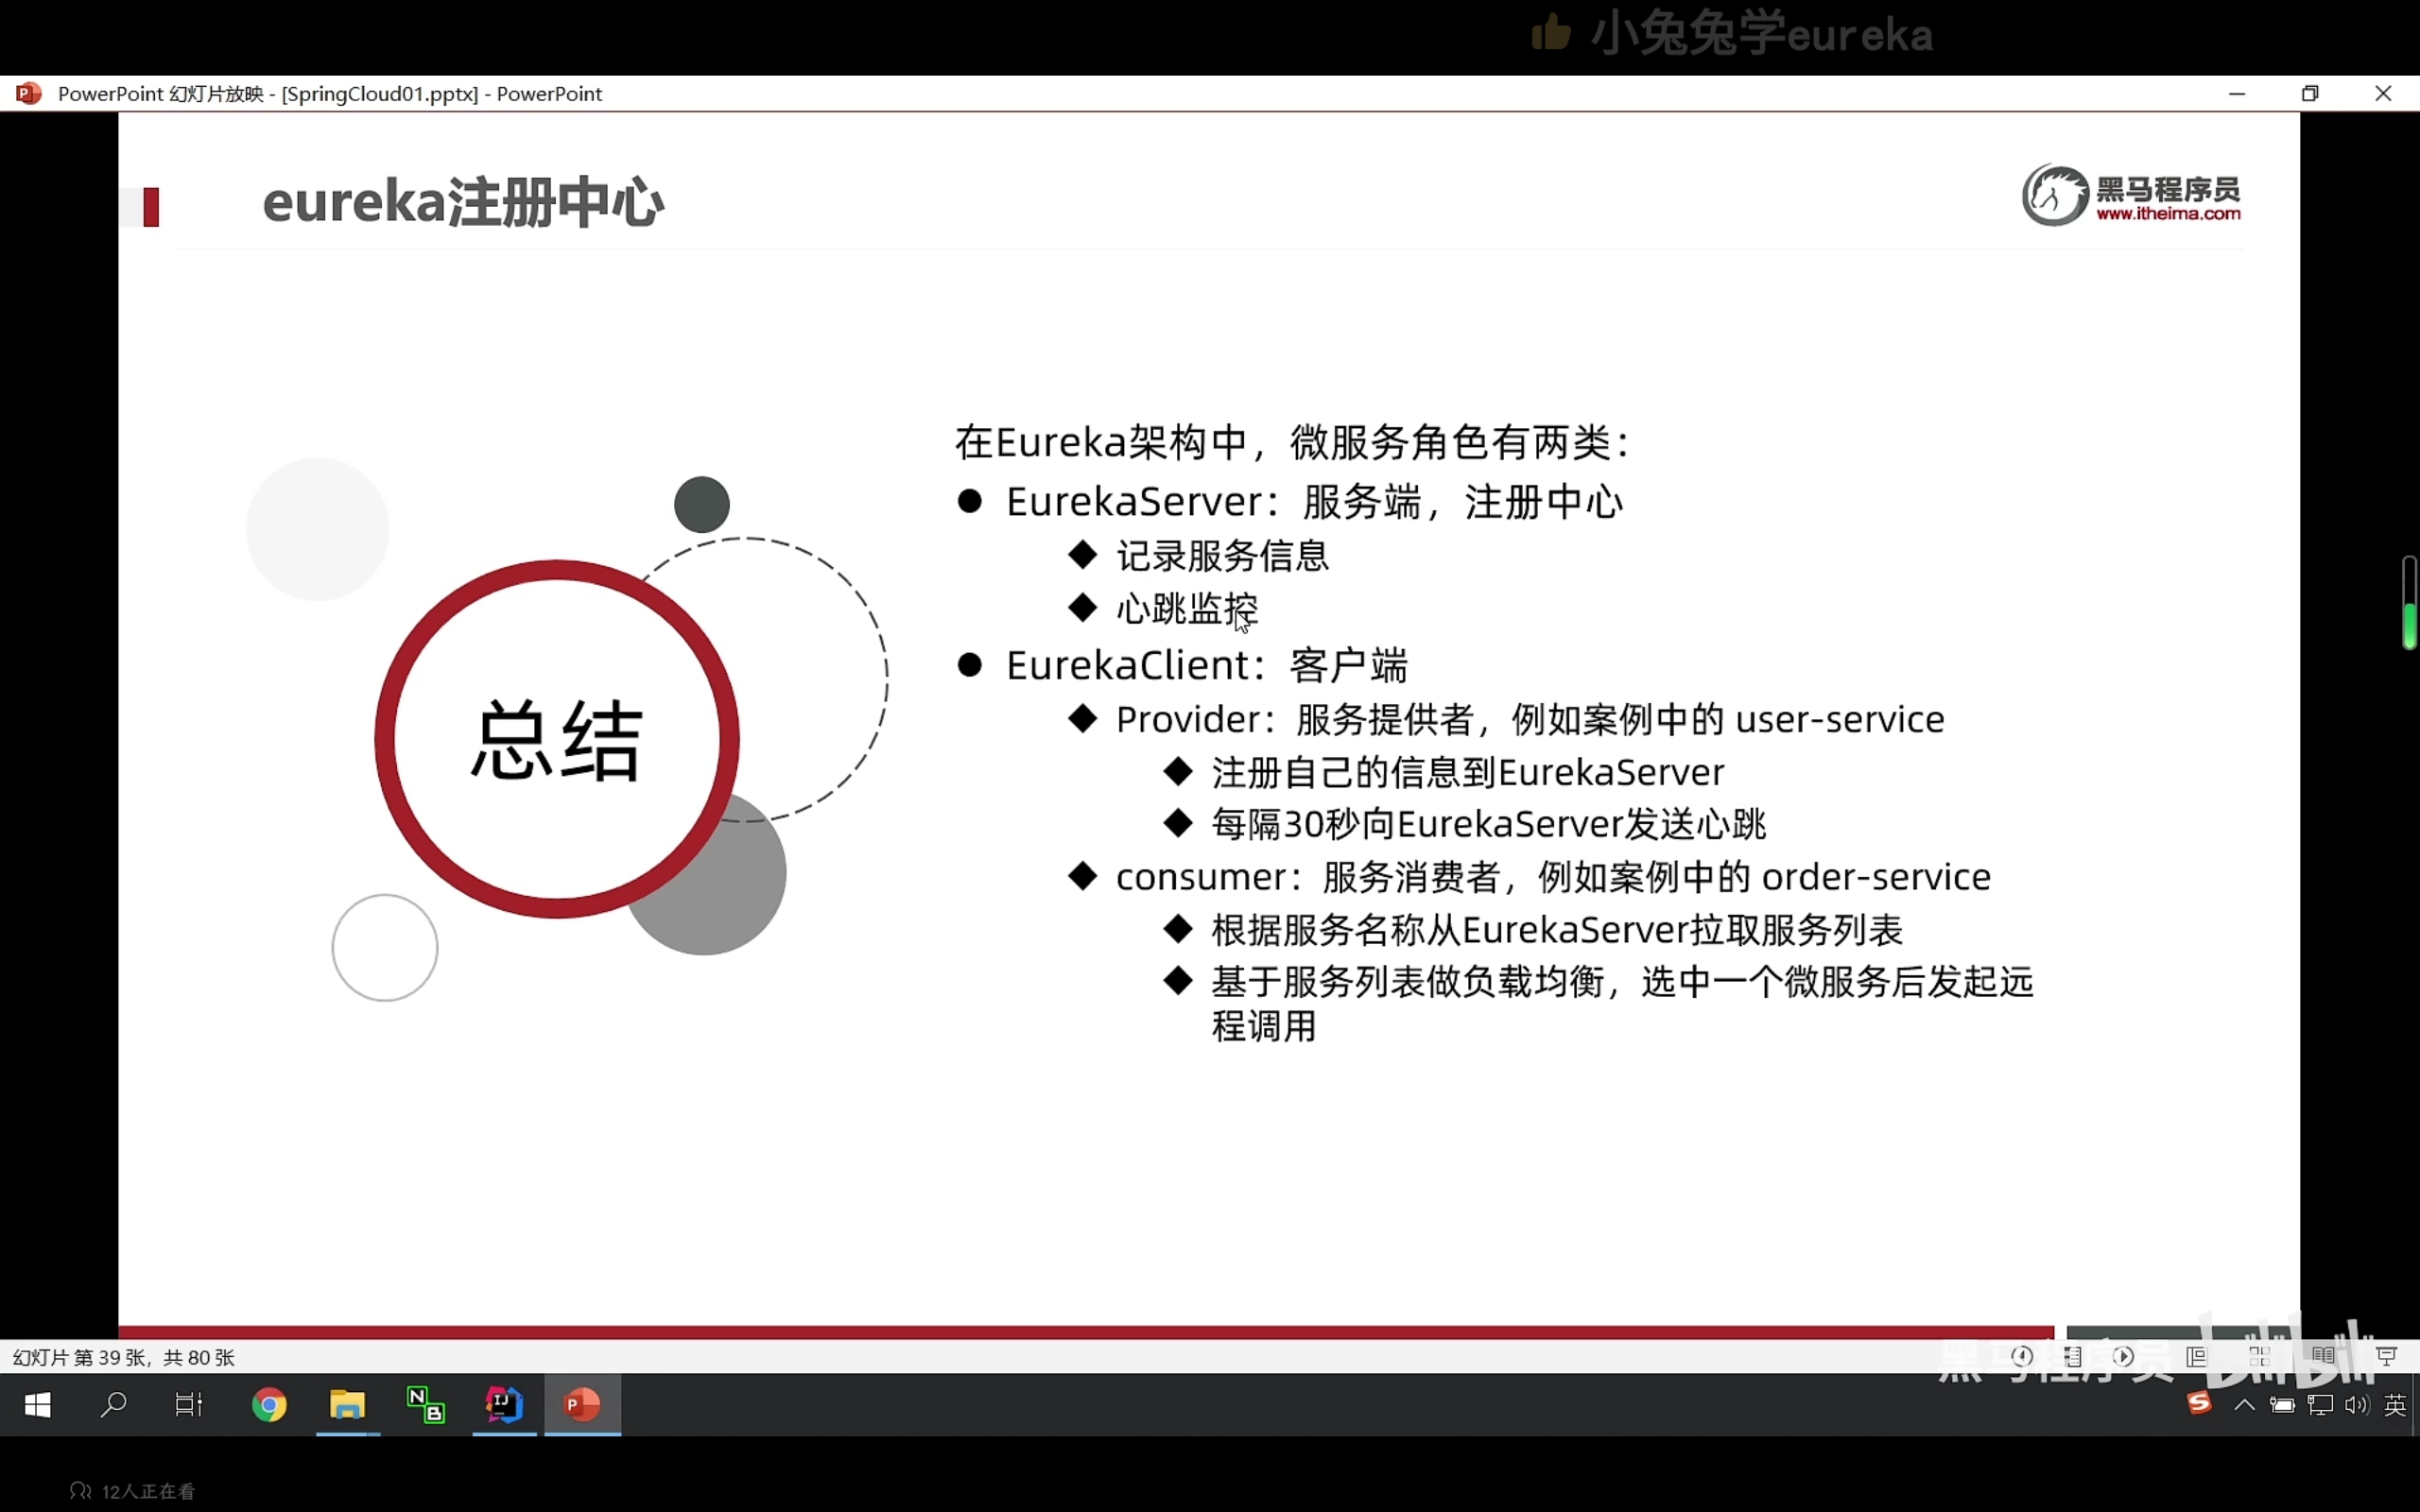 小兔兔学eureka
PowerPoint 幻灯片放映 - [SpringCloud01.pptx] - PowerPoint
eureka注册中心
黑马程序员
www.itheima.com
在Eureka架构中，微服务角色有两类：
EurekaServer：服务端，注册中心
记录服务信息
心跳监控
EurekaClient：客户端
Provider：服务提供者，例如案例中的 user-service
注册自己的信息到EurekaServer
每隔30秒向EurekaServer发送心跳
consumer：服务消费者，例如案例中的 order-service
根据服务名称从EurekaServer拉取服务列表
基于服务列表做负载均衡，选中一个微服务后发起远
程调用
总结
幻灯片 第 39 张，共 80 张
黑马程序员 bilibili
英
12人正在看